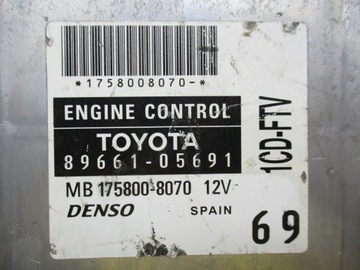 *1758008070-*
ENGINE CONTROL
TOYOTA
89661-05691
MB 175800-8070 12V
DENSO SPAIN
69
1CD-FTV